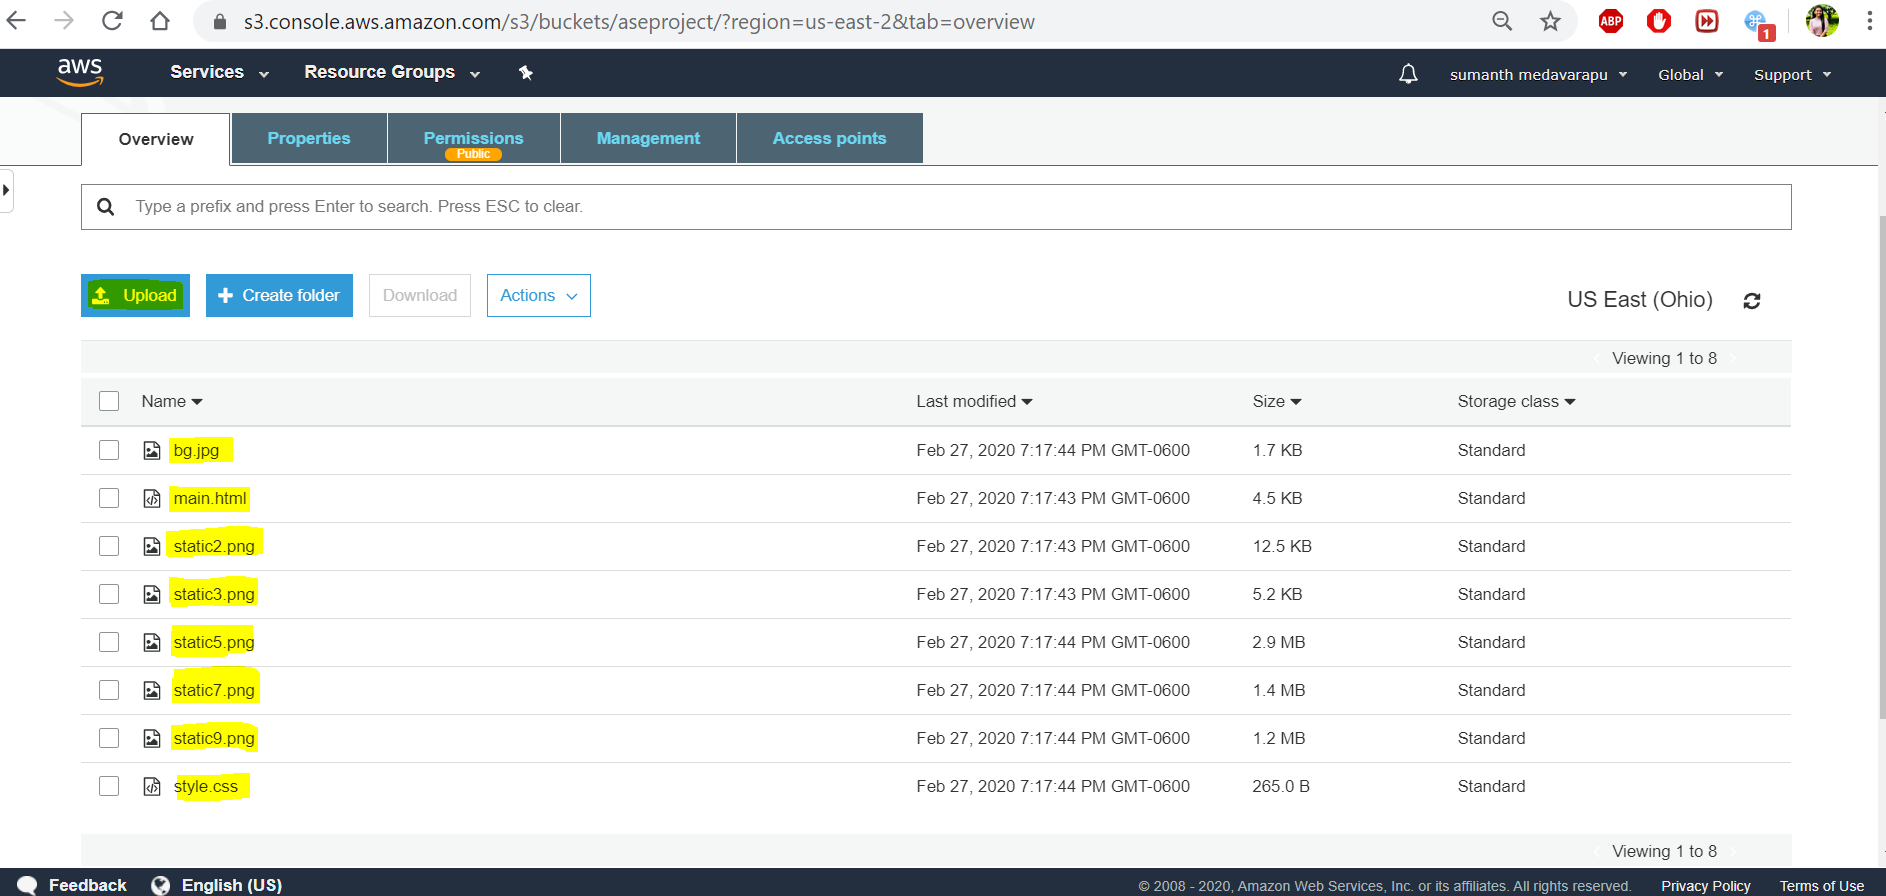 s3.console.aws.amazon.com/s3/buckets/aseproject/?region=us-east-2&tab=overview
ABP
1
aws Services Resource Groups sumanth medavarapu Global Support
Overview Properties Permissions Management Access points
Public
Type a prefix and press Enter to search. Press ESC to clear.
Upload Create folder Download Actions US East (Ohio)
Viewing 1 to 8
Name Last modified Size Storage class
bg.jpg Feb 27, 2020 7:17:44 PM GMT-0600 1.7 KB Standard
main.html Feb 27, 2020 7:17:43 PM GMT-0600 4.5 KB Standard
static2.png Feb 27, 2020 7:17:43 PM GMT-0600 12.5 KB Standard
static3.png Feb 27, 2020 7:17:43 PM GMT-0600 5.2 KB Standard
static5.png Feb 27, 2020 7:17:44 PM GMT-0600 2.9 MB Standard
static7.png Feb 27, 2020 7:17:44 PM GMT-0600 1.4 MB Standard
static9.png Feb 27, 2020 7:17:44 PM GMT-0600 1.2 MB Standard
style.css Feb 27, 2020 7:17:44 PM GMT-0600 265.0 B Standard
Viewing 1 to 8
Feedback English (US) © 2008 - 2020, Amazon Web Services, Inc. or its affiliates. All rights reserved. Privacy Policy Terms of Use